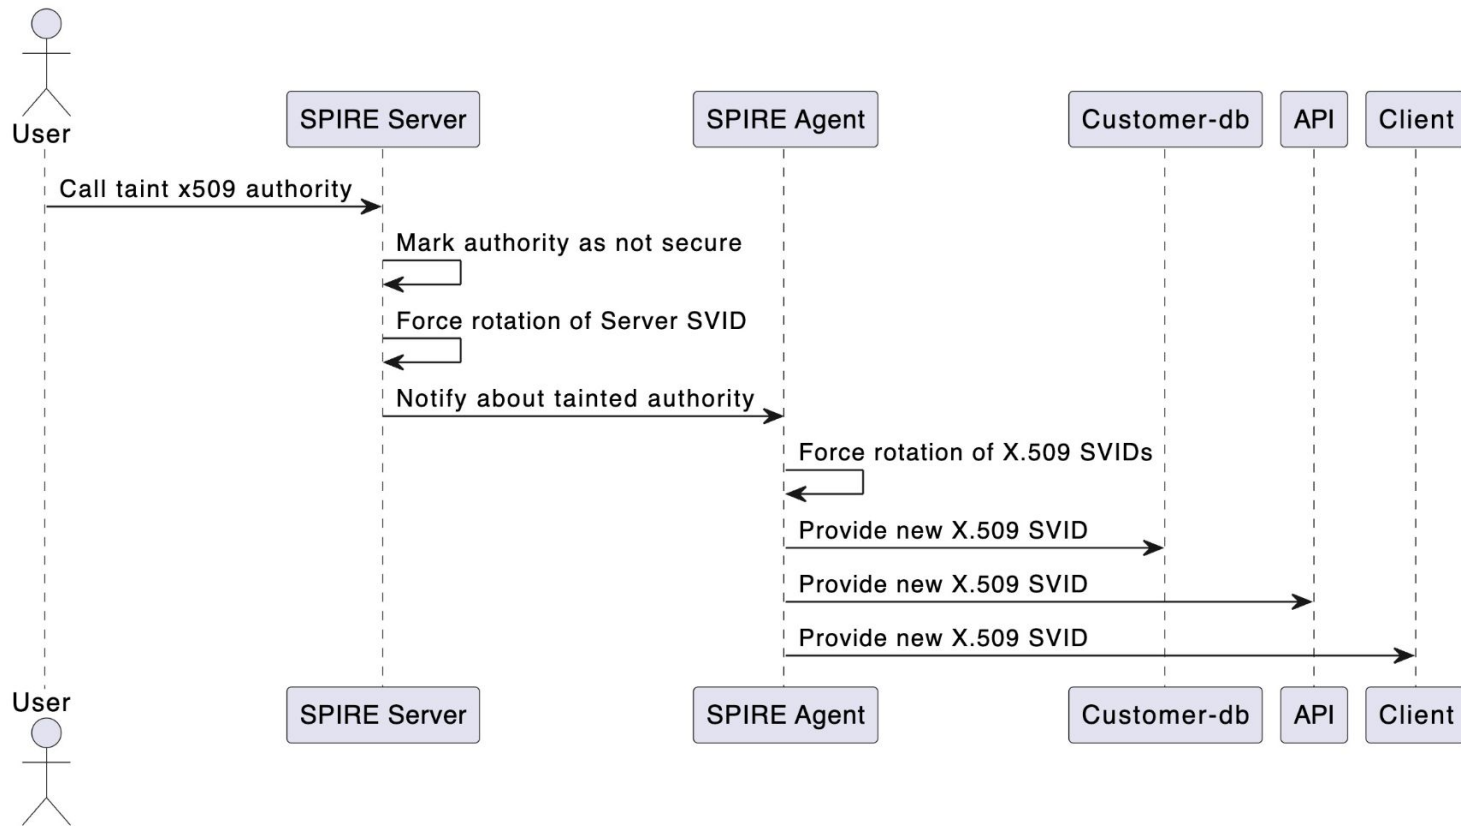 User
SPIRE Server
SPIRE Agent
Customer-db
API
Client
Call taint x509 authority
Mark authority as not secure
Force rotation of Server SVID
Notify about tainted authority
Force rotation of X.509 SVIDs
Provide new X.509 SVID
Provide new X.509 SVID
Provide new X.509 SVID
User
SPIRE Server
SPIRE Agent
Customer-db
API
Client